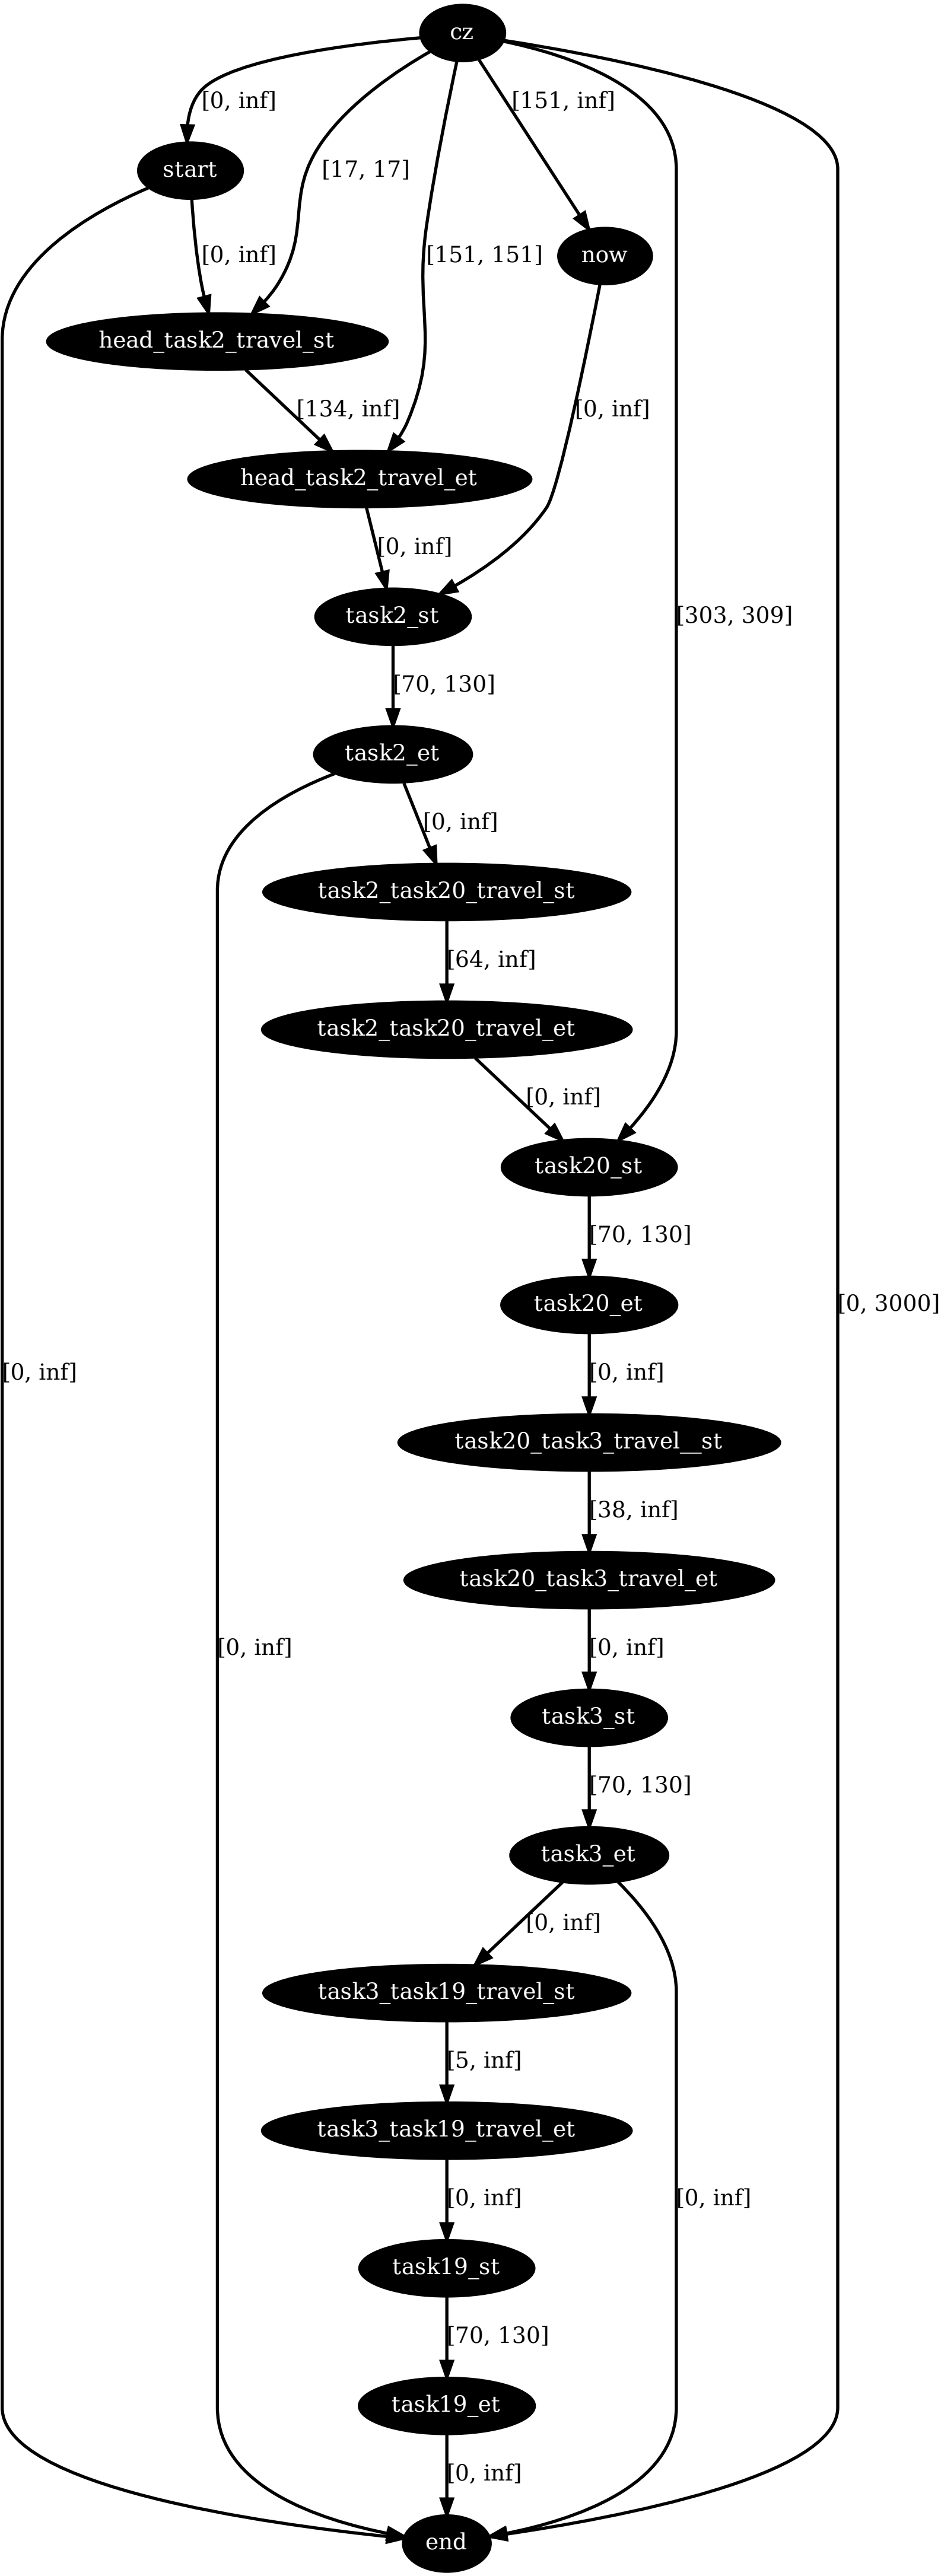 cz
[0, inf]
[151, inf]
start
[17, 17]
now
[0, inf]
[151, 151]
head_task2_travel_st
[134, inf]
[0, inf]
head_task2_travel_et
[0, inf]
task2_st
[303, 309]
[70, 130]
task2_et
[0, inf]
task2_task20_travel_st
[64, inf]
task2_task20_travel_et
[0, inf]
task20_st
[70, 130]
task20_et
[0, 3000]
[0, inf]
[0, inf]
task20_task3_travel__st
[38, inf]
task20_task3_travel_et
[0, inf]
[0, inf]
task3_st
[70, 130]
task3_et
[0, inf]
task3_task19_travel_st
[5, inf]
task3_task19_travel_et
[0, inf]
[0, inf]
task19_st
[70, 130]
task19_et
[0, inf]
end